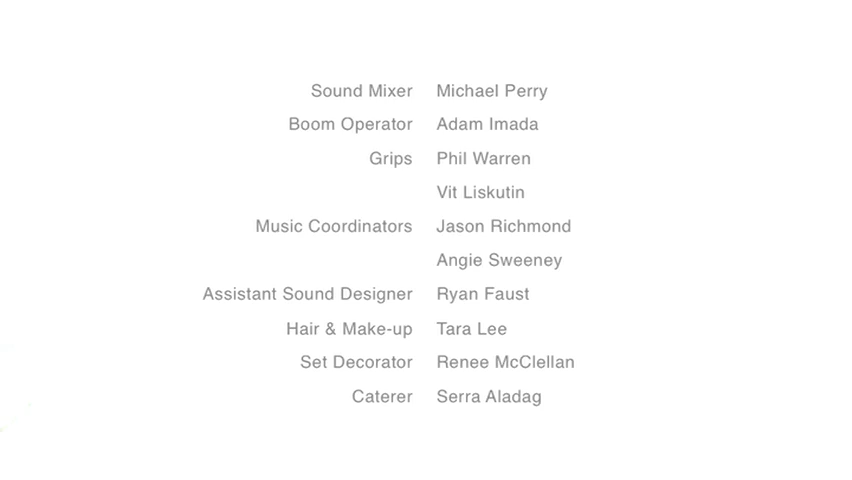 Sound Mixer Michael Perry
Boom Operator Adam Imada
Grips Phil Warren
Vit Liskutin
Music Coordinators Jason Richmond
Angie Sweeney
Assistant Sound Designer Ryan Faust
Hair & Make-up Tara Lee
Set Decorator Renee McClellan
Caterer Serra Aladag